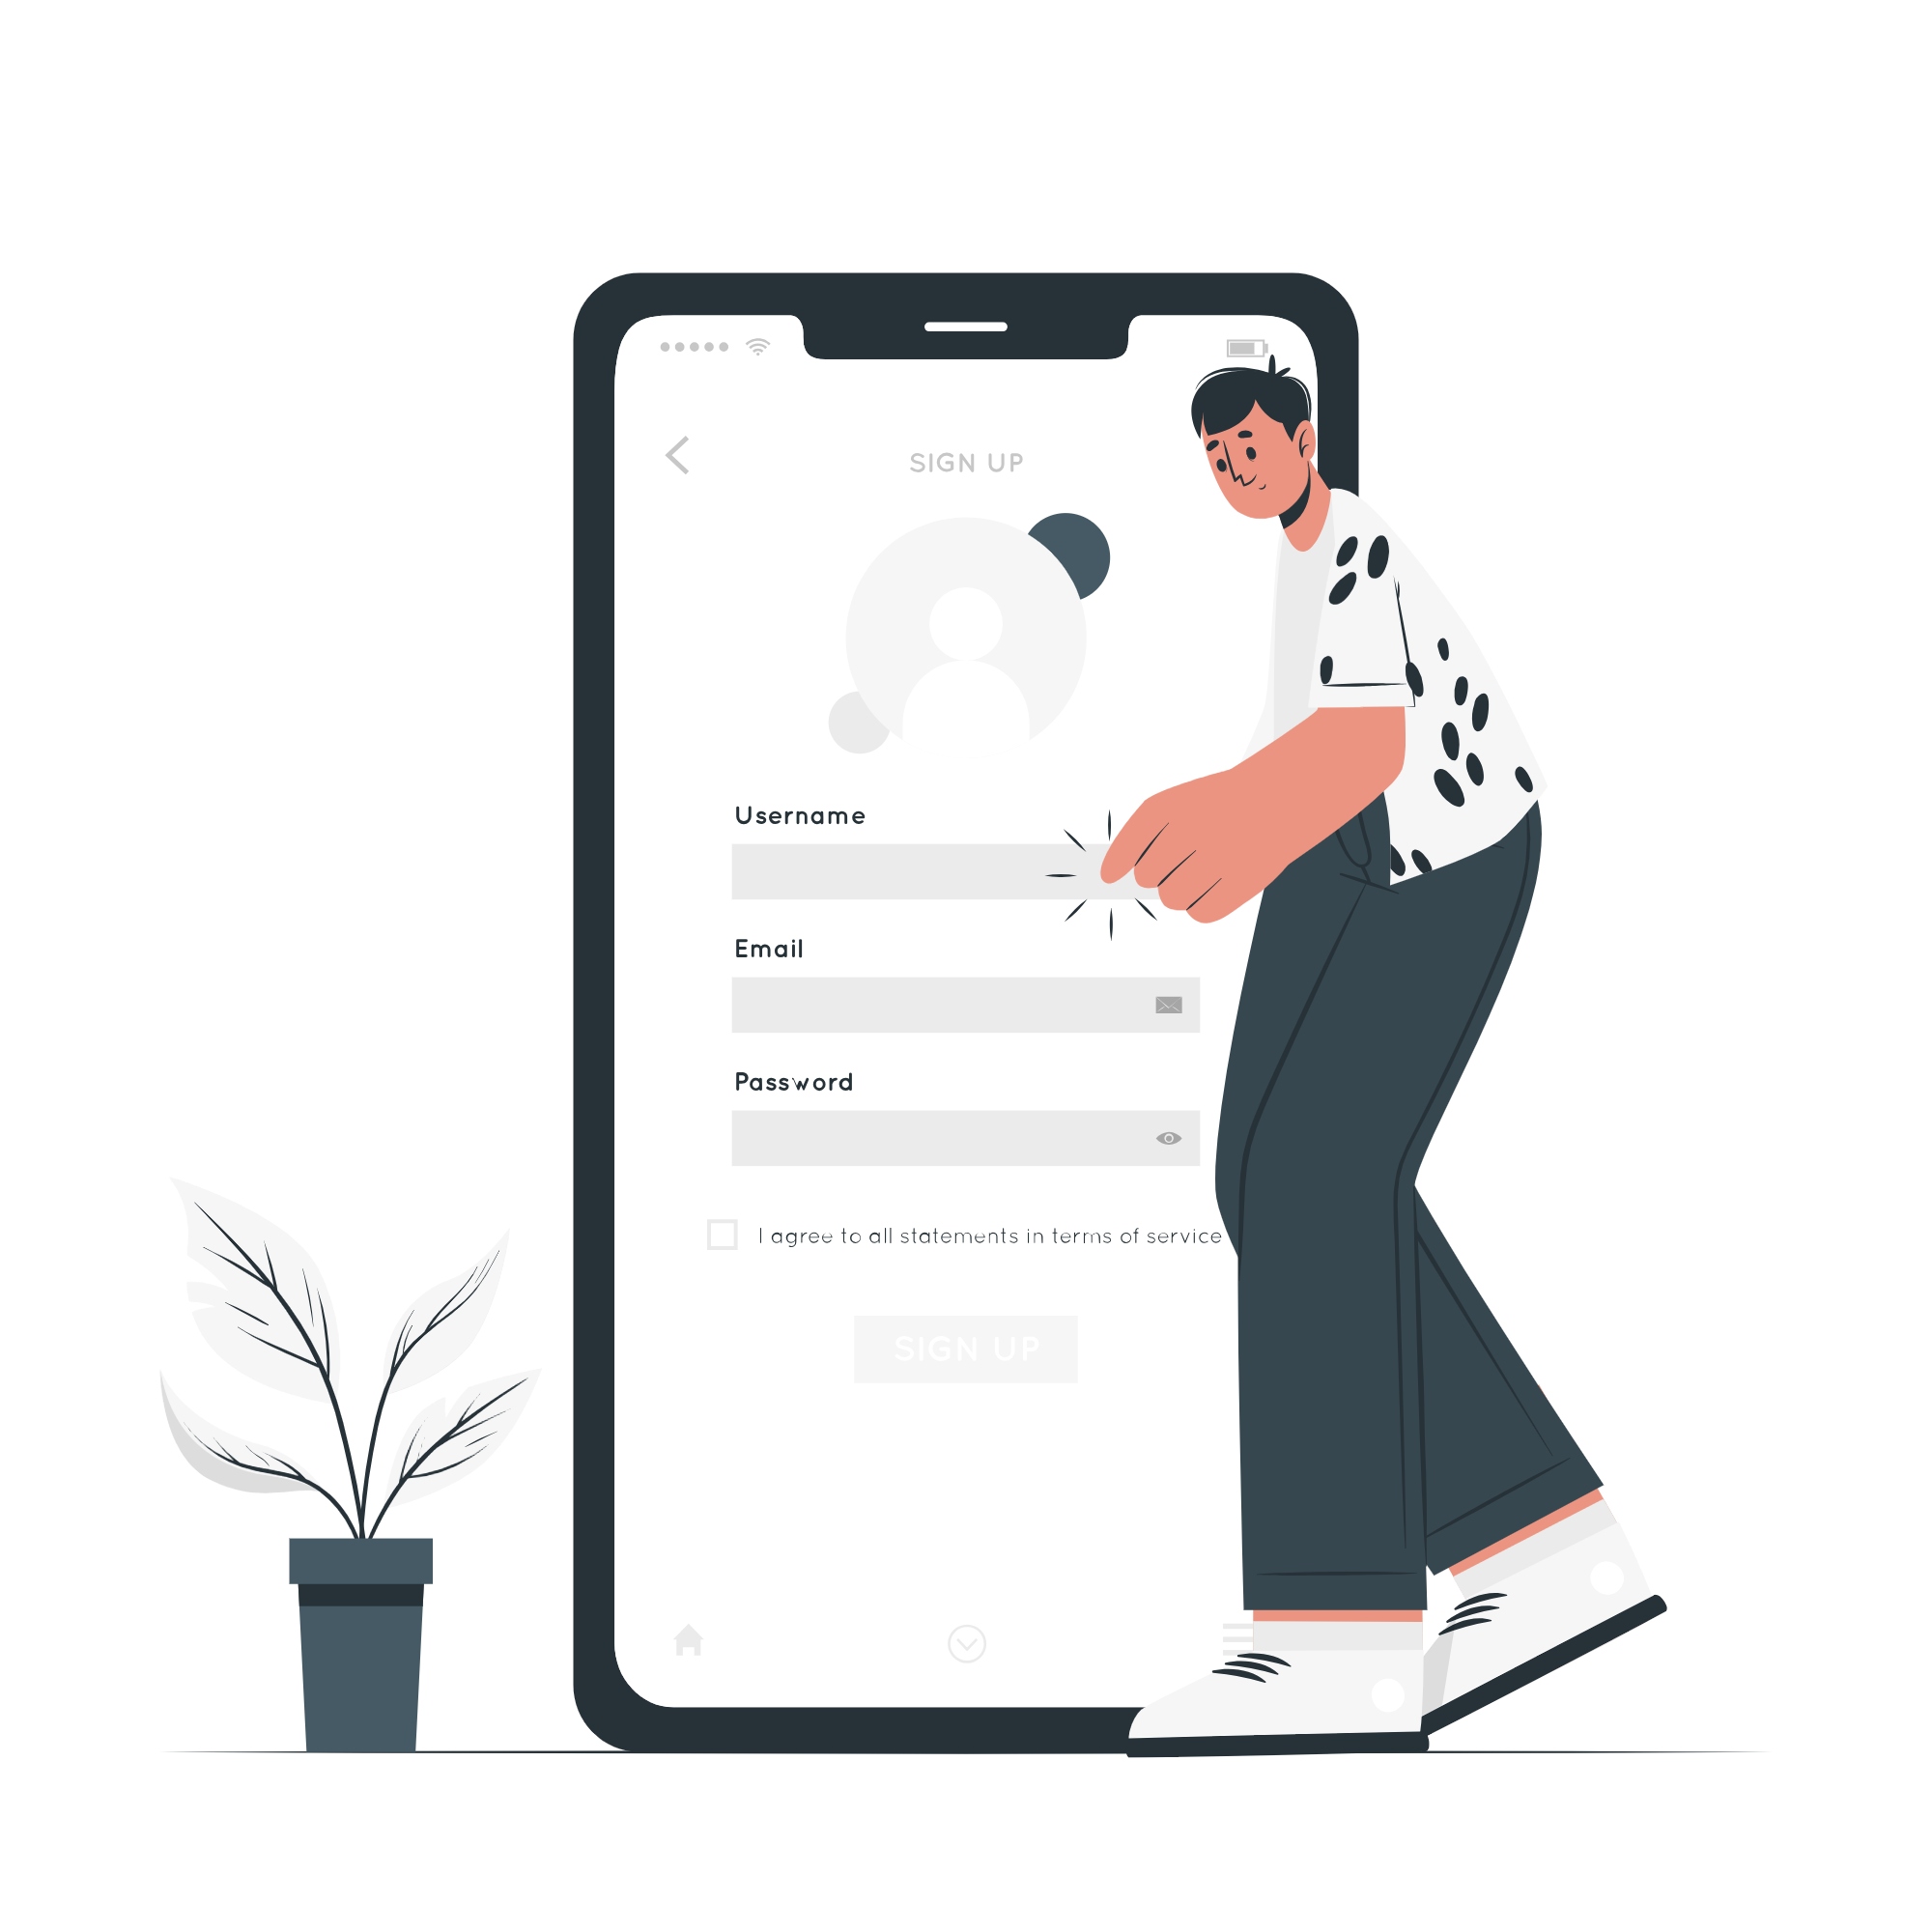 SIGN UP
Username
Email
Password
I agree to all statements in terms of service
SIGN UP